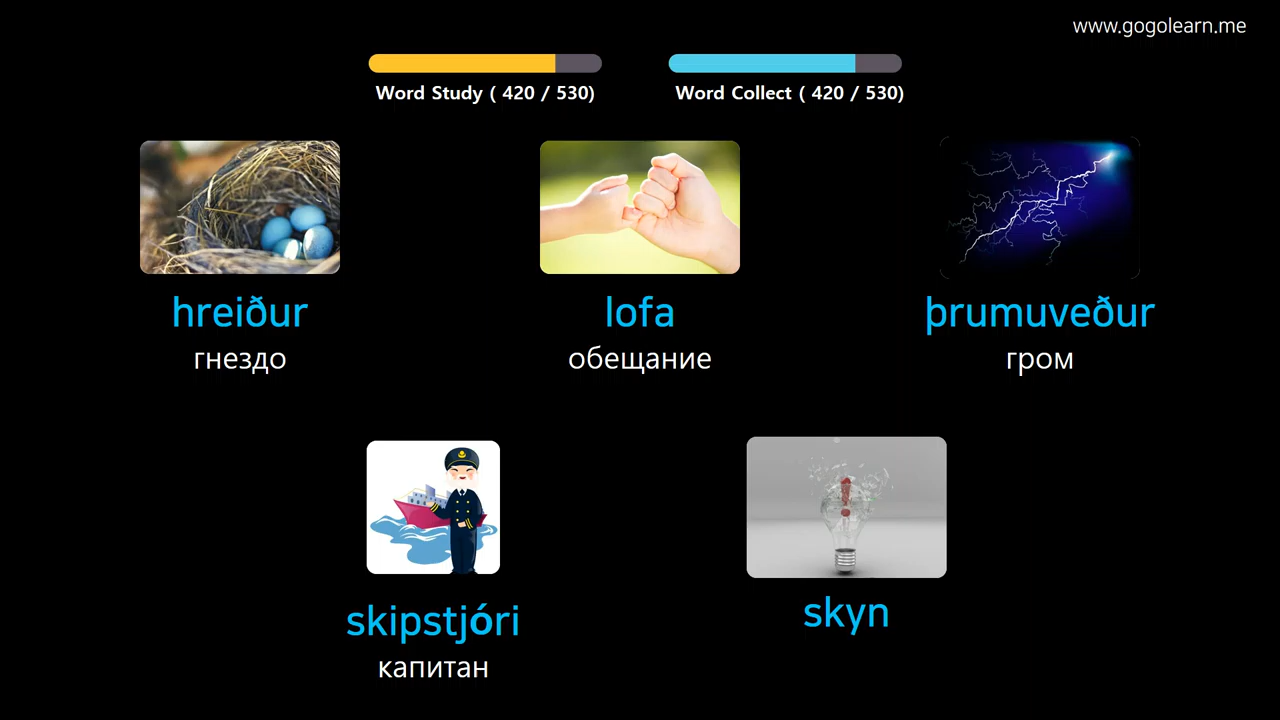 www.gogolearn.me
Word Study ( 420 / 530)
Word Collect ( 420 / 530)
hreiður
гнездо
lofa
обещание
þrumuveður
гром
skipstjóri
капитан
skyn